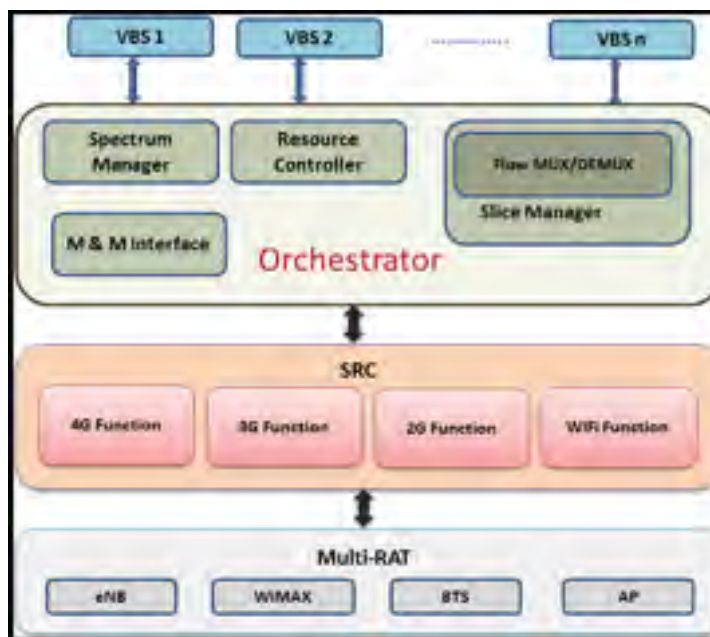 VBS 1
VBS 2
VBS n
Spectrum
Manager
Resource
Controller
Flow MUX/DEMUX
Slice Manager
M & M Interface
Orchestrator
SRC
4G Function
3G Function
2G Function
WiFi Function
Multi-RAT
eNB
WiMAX
BTS
AP